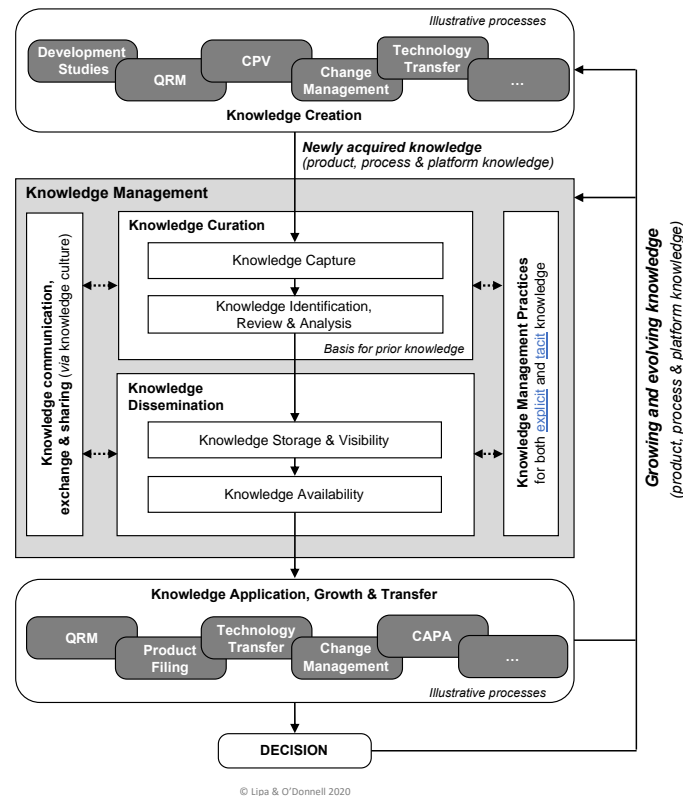 Illustrative processes
Development
Studies
QRM
CPV
Change
Management
Technology
Transfer
...
Knowledge Creation
Newly acquired knowledge
(product, process & platform knowledge)
Knowledge Management
Knowledge communication,
exchange & sharing (via knowledge culture)
Knowledge Curation
Knowledge Capture
Knowledge Identification,
Review & Analysis
Basis for prior knowledge
Knowledge
Dissemination
Knowledge Storage & Visibility
Knowledge Availability
Knowledge Management Practices
for both explicit and tacit knowledge
Growing and evolving knowledge
(product, process & platform knowledge)
Knowledge Application, Growth & Transfer
QRM
Product
Filing
Technology
Transfer
Change
Management
CAPA
...
Illustrative processes
DECISION
© Lipa & O'Donnell 2020